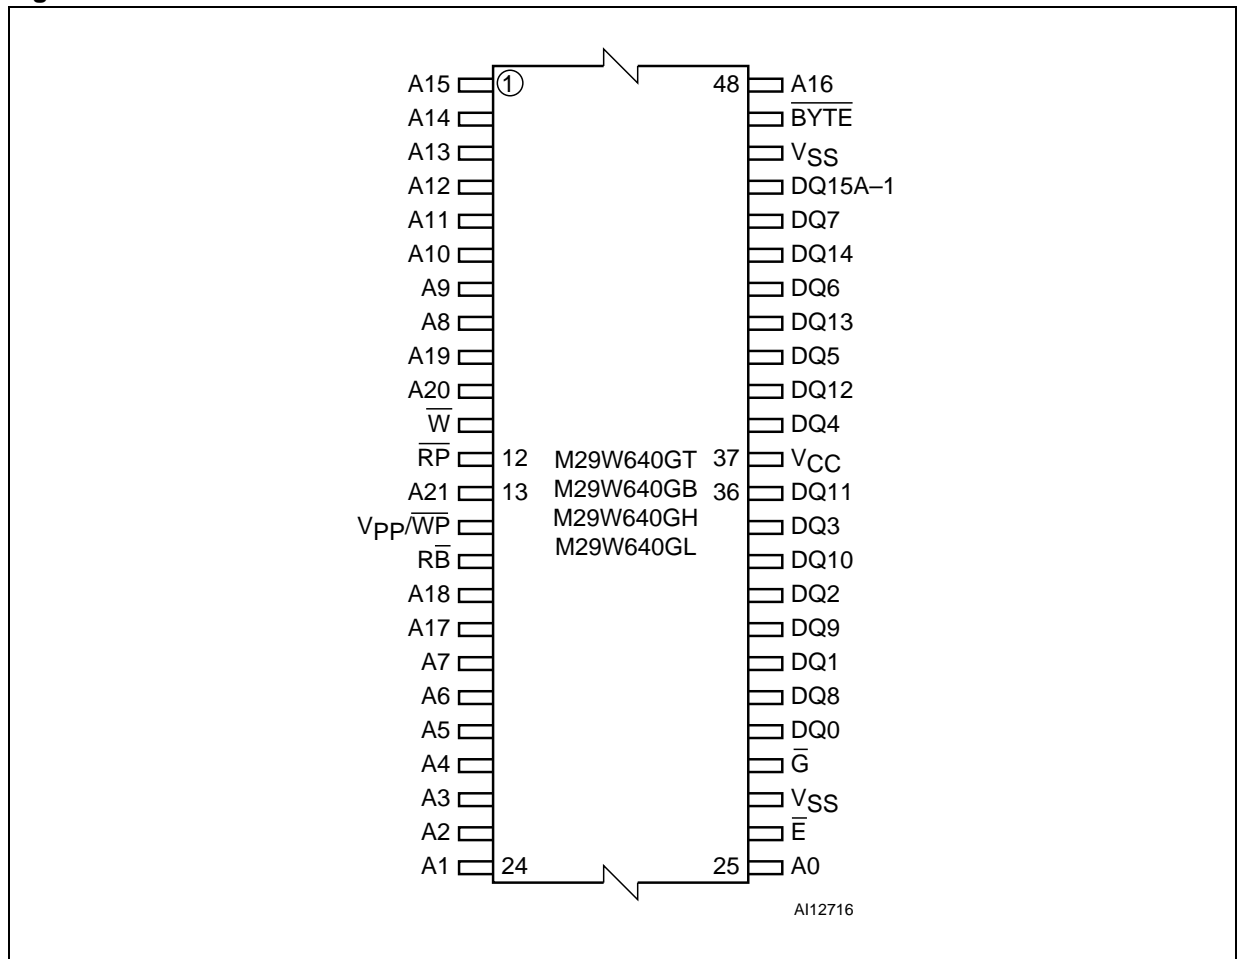 A15 1 48 A16
A14 B̅Y̅T̅E̅
A13 VSS
A12 DQ15A–1
A11 DQ7
A10 DQ14
A9 DQ6
A8 DQ13
A19 DQ5
A20 DQ12
W̅ DQ4
R̅P̅ 12 M29W640GT 37 VCC
A21 13 M29W640GB 36 DQ11
VPP/W̅P̅ M29W640GH DQ3
RB̅ M29W640GL DQ10
A18 DQ2
A17 DQ9
A7 DQ1
A6 DQ8
A5 DQ0
A4 G̅
A3 VSS
A2 E̅
A1 24 25 A0
AI12716